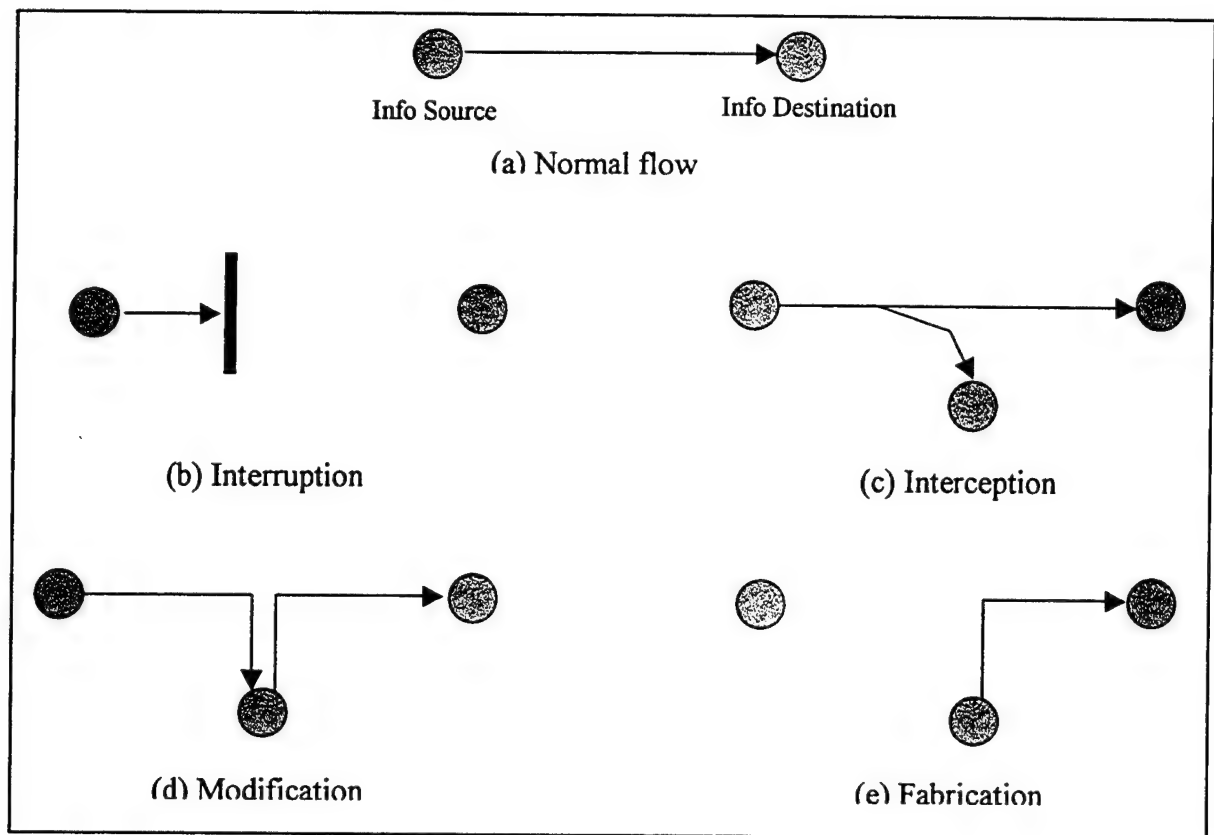 Info Source
Info Destination
(a) Normal flow
(b) Interruption
(c) Interception
(d) Modification
(e) Fabrication